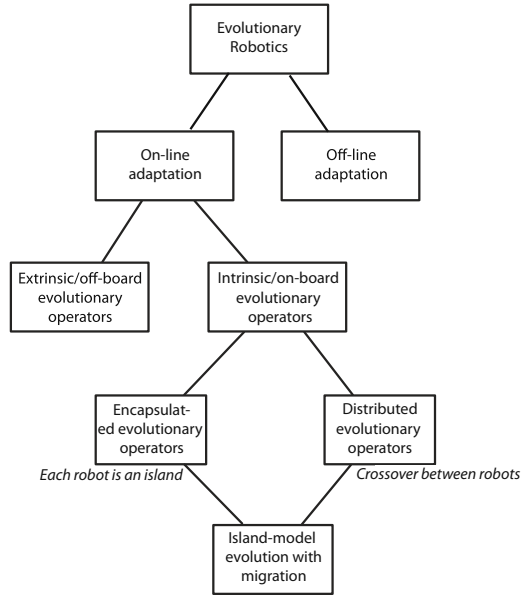 Evolutionary
Robotics
On-line
adaptation
Off-line
adaptation
Extrinsic/off-board
evolutionary
operators
Intrinsic/on-board
evolutionary
operators
Encapsulat-
ed evolutionary
operators
Distributed
evolutionary
operators
Each robot is an island
Crossover between robots
Island-model
evolution with
migration